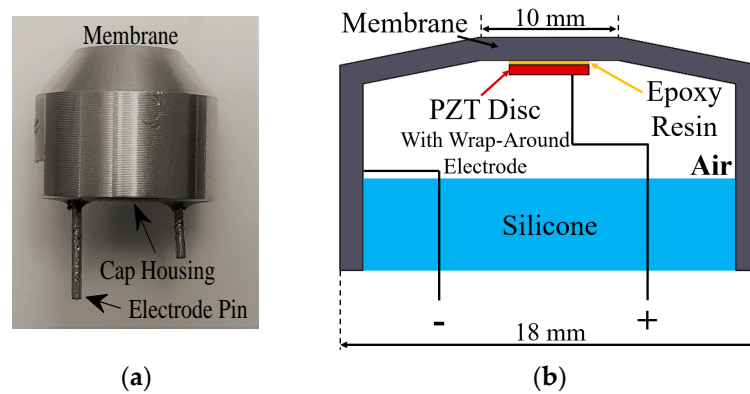 Membrane
Cap Housing
Electrode Pin
(a)
10 mm
Membrane
PZT Disc
With Wrap-Around
Electrode
Epoxy
Resin
Air
Silicone
-
+
18 mm
(b)